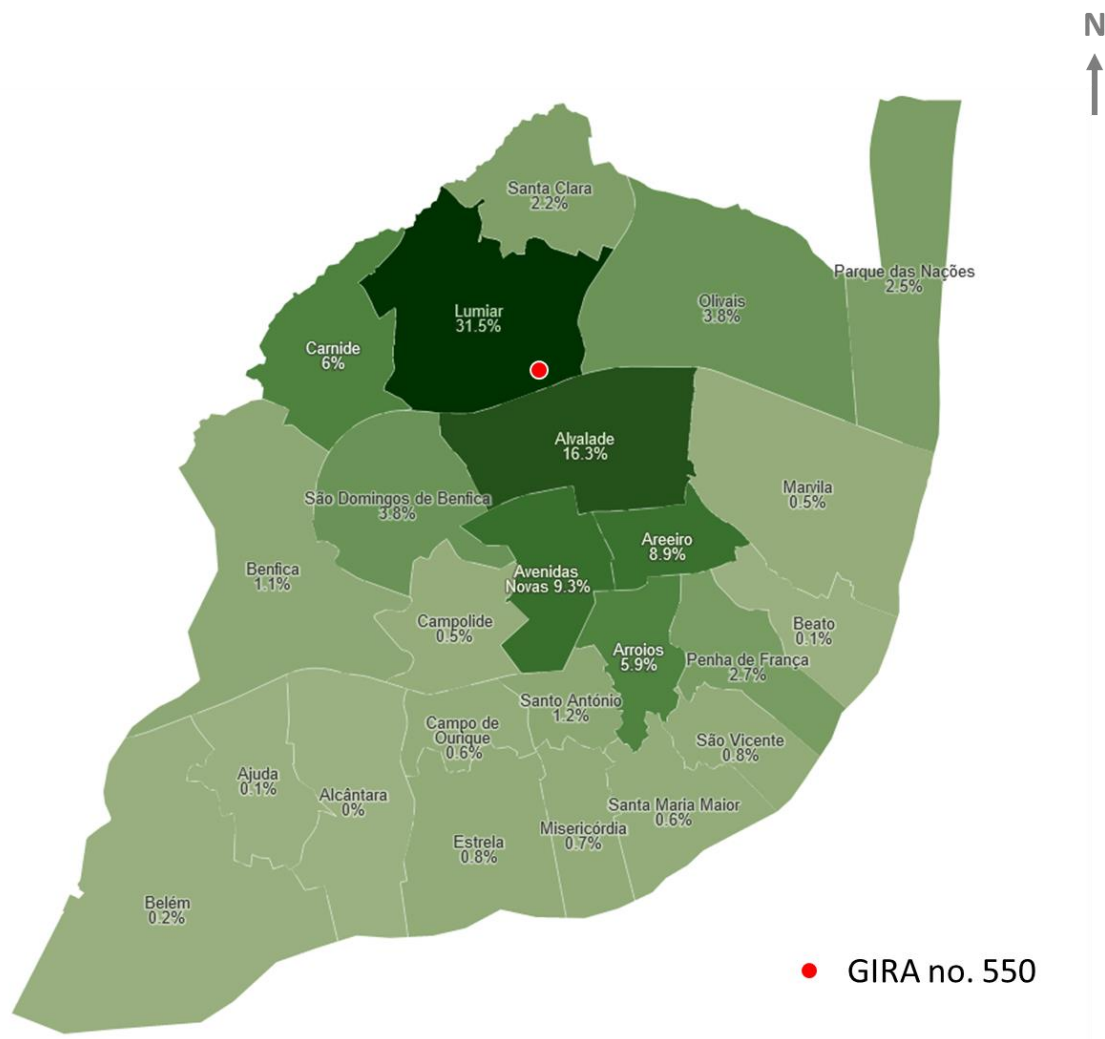 N
Santa Clara
2.2%
Parque das Nações
2.5%
Olivais
3.8%
Lumiar
31.5%
Carnide
6%
Alvalade
16.3%
Marvila
0.5%
São Domingos de Benfica
3.8%
Areeiro
8.9%
Benfica
1.1%
Avenidas
Novas 9.3%
Campolide
0.5%
Beato
0.1%
Arroios
5.9%
Penha de França
2.7%
Santo António
1.2%
Campo de
Ourique
0.6%
São Vicente
0.8%
Ajuda
0.1%
Alcântara
0%
Santa Maria Maior
0.6%
Misericórdia
0.7%
Estrela
0.8%
Belém
0.2%
GIRA no. 550